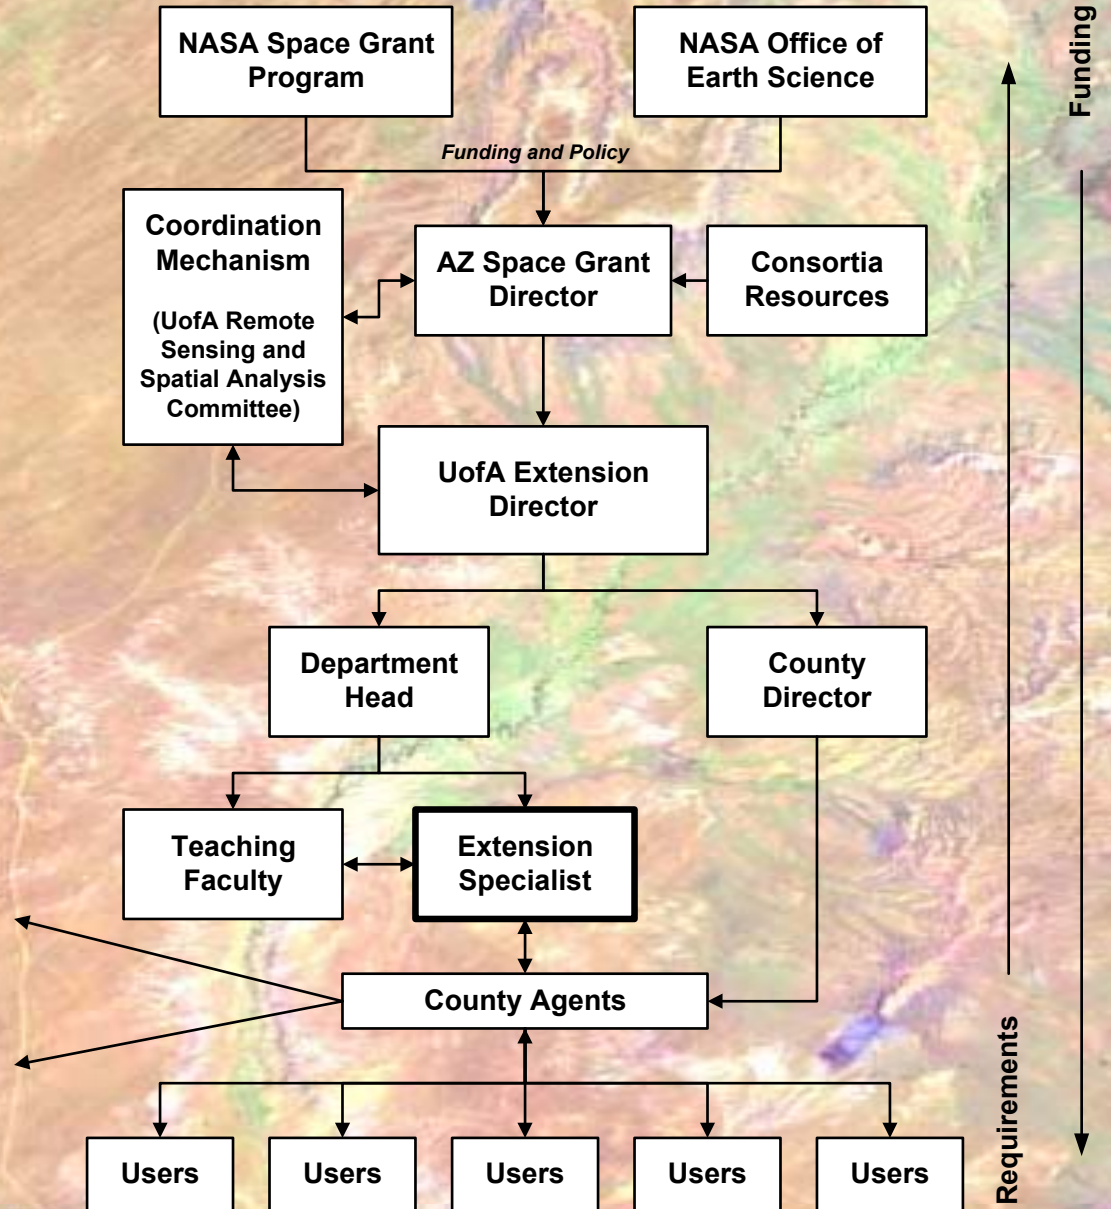 NASA Space Grant
Program
NASA Office of
Earth Science
Funding
Funding and Policy
Coordination
Mechanism
(UofA Remote
Sensing and
Spatial Analysis
Committee)
AZ Space Grant
Director
Consortia
Resources
UofA Extension
Director
Department
Head
County
Director
Teaching
Faculty
Extension
Specialist
County Agents
Requirements
Users
Users
Users
Users
Users